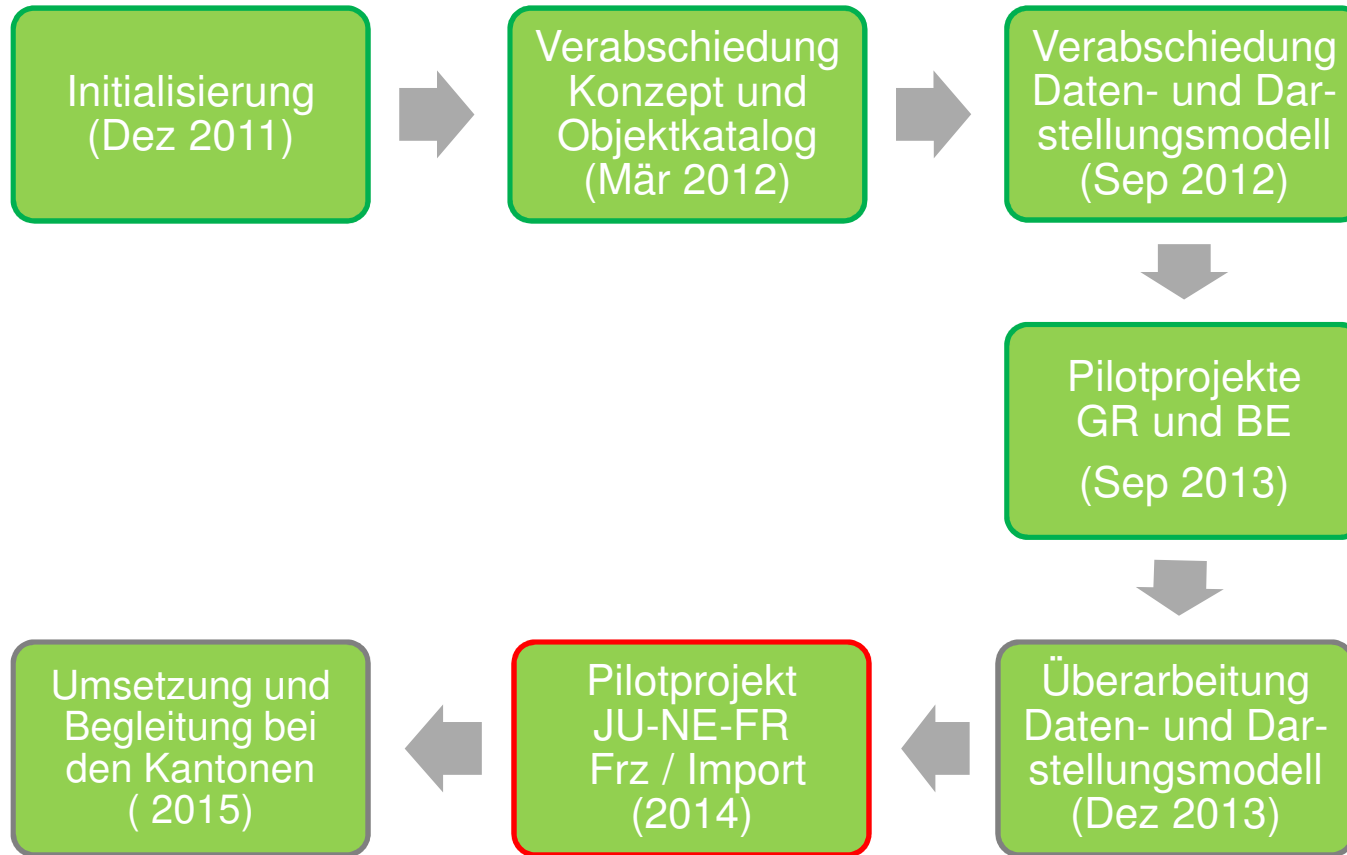 Initialisierung
(Dez 2011)
Verabschiedung
Konzept und
Objektkatalog
(Mär 2012)
Verabschiedung
Daten- und Dar-
stellungsmodell
(Sep 2012)
Pilotprojekte
GR und BE
(Sep 2013)
Überarbeitung
Daten- und Dar-
stellungsmodell
(Dez 2013)
Pilotprojekt
JU-NE-FR
Frz / Import
(2014)
Umsetzung und
Begleitung bei
den Kantonen
( 2015)